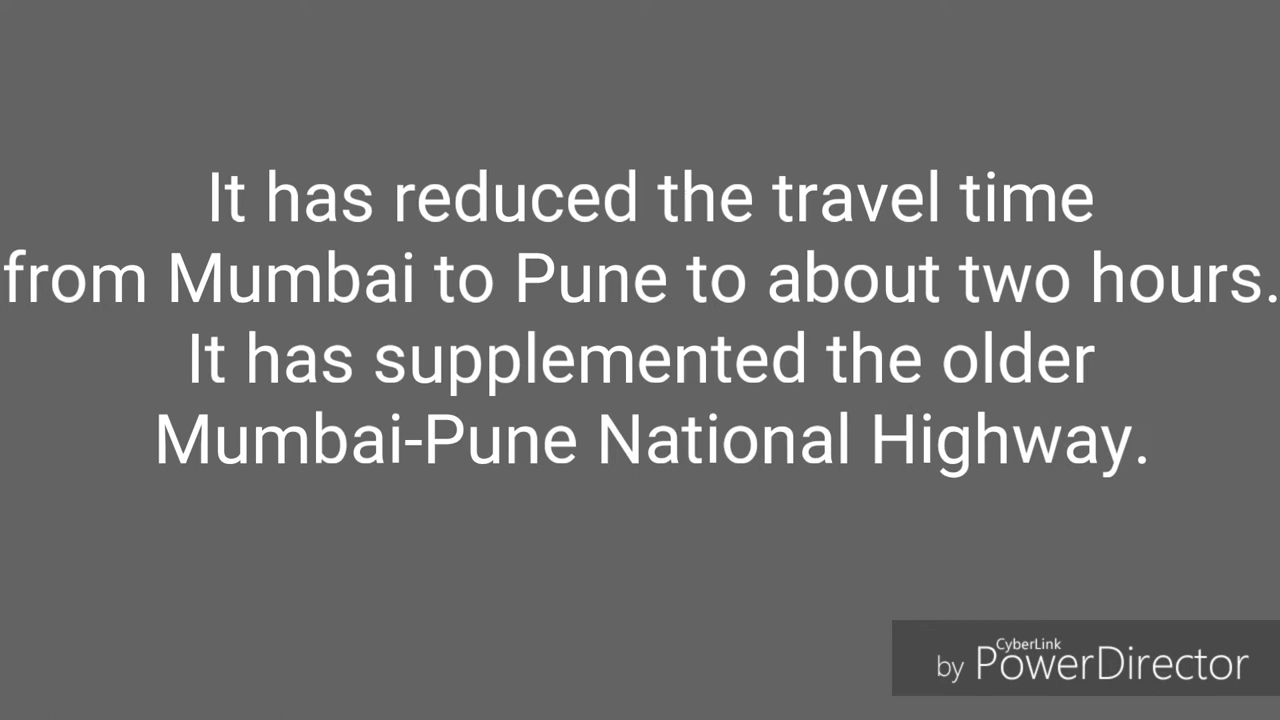 It has reduced the travel time
from Mumbai to Pune to about two hours.
It has supplemented the older
Mumbai-Pune National Highway.
CyberLink
by PowerDirector